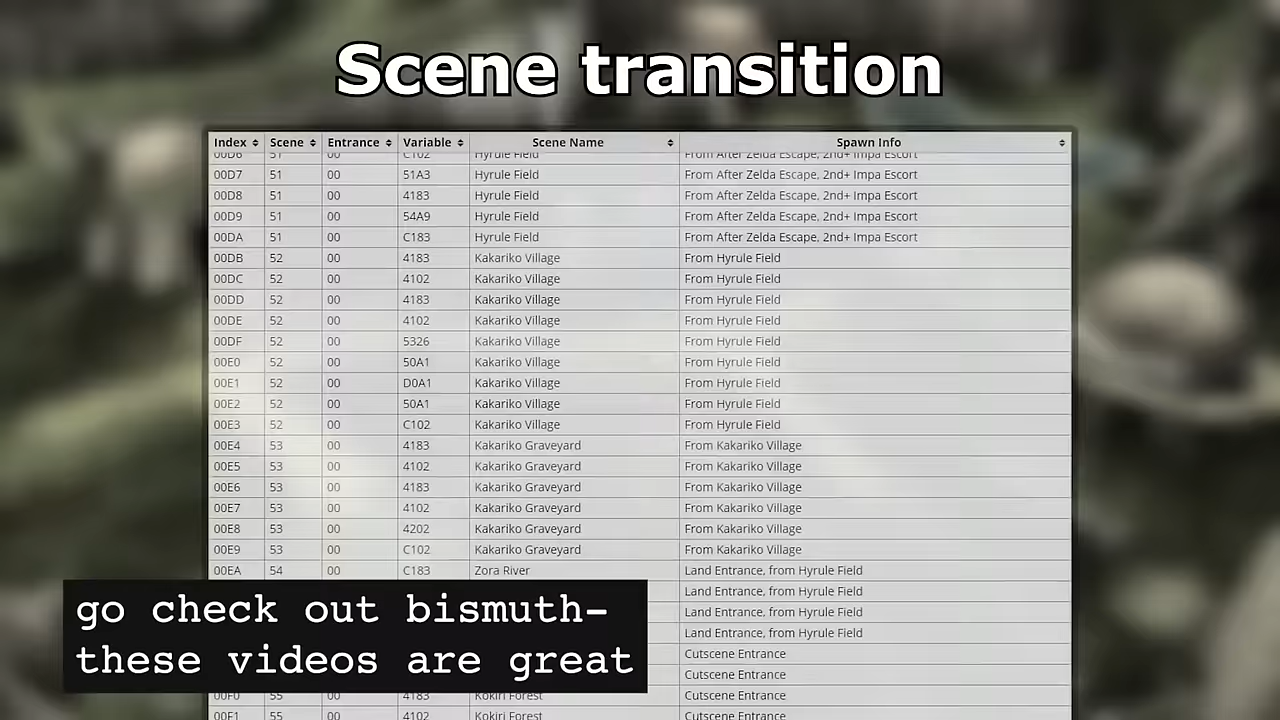 Scene transition
Index Scene Entrance Variable Scene Name Spawn Info
00D6 51 00 C102 Hyrule Field From After Zelda Escape, 2nd+ Impa Escort
00D7 51 00 51A3 Hyrule Field From After Zelda Escape, 2nd+ Impa Escort
00D8 51 00 4183 Hyrule Field From After Zelda Escape, 2nd+ Impa Escort
00D9 51 00 54A9 Hyrule Field From After Zelda Escape, 2nd+ Impa Escort
00DA 51 00 C183 Hyrule Field From After Zelda Escape, 2nd+ Impa Escort
00DB 52 00 4183 Kakariko Village From Hyrule Field
00DC 52 00 4102 Kakariko Village From Hyrule Field
00DD 52 00 4183 Kakariko Village From Hyrule Field
00DE 52 00 4102 Kakariko Village From Hyrule Field
00DF 52 00 5326 Kakariko Village From Hyrule Field
00E0 52 00 50A1 Kakariko Village From Hyrule Field
00E1 52 00 D0A1 Kakariko Village From Hyrule Field
00E2 52 00 50A1 Kakariko Village From Hyrule Field
00E3 52 00 C102 Kakariko Village From Hyrule Field
00E4 53 00 4183 Kakariko Graveyard From Kakariko Village
00E5 53 00 4102 Kakariko Graveyard From Kakariko Village
00E6 53 00 4183 Kakariko Graveyard From Kakariko Village
00E7 53 00 4102 Kakariko Graveyard From Kakariko Village
00E8 53 00 4202 Kakariko Graveyard From Kakariko Village
00E9 53 00 C102 Kakariko Graveyard From Kakariko Village
00EA 54 00 C183 Zora River Land Entrance, from Hyrule Field
Land Entrance, from Hyrule Field
Land Entrance, from Hyrule Field
Land Entrance, from Hyrule Field
Cutscene Entrance
Cutscene Entrance
00F0 55 00 4183 Kokiri Forest Cutscene Entrance
00F1 55 00 4102 Kokiri Forest Cutscene Entrance
go check out bismuth-
these videos are great